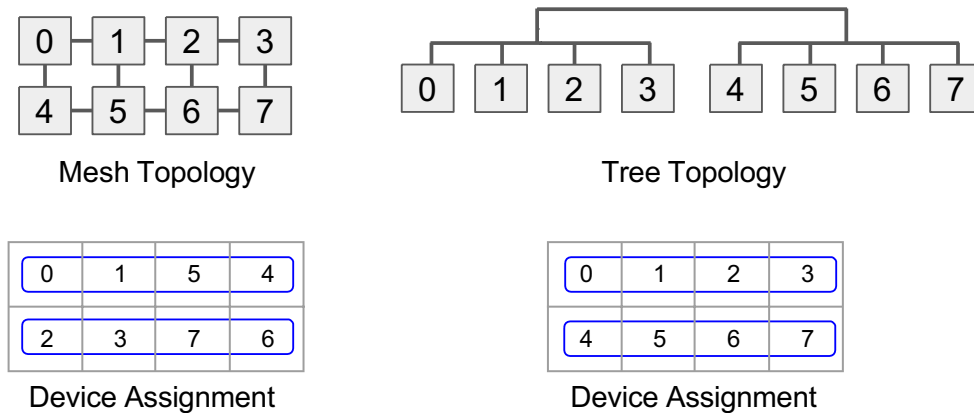 0 1 2 3
4 5 6 7
Mesh Topology
0 1 2 3 4 5 6 7
Tree Topology
0 1 5 4
2 3 7 6
Device Assignment
0 1 2 3
4 5 6 7
Device Assignment